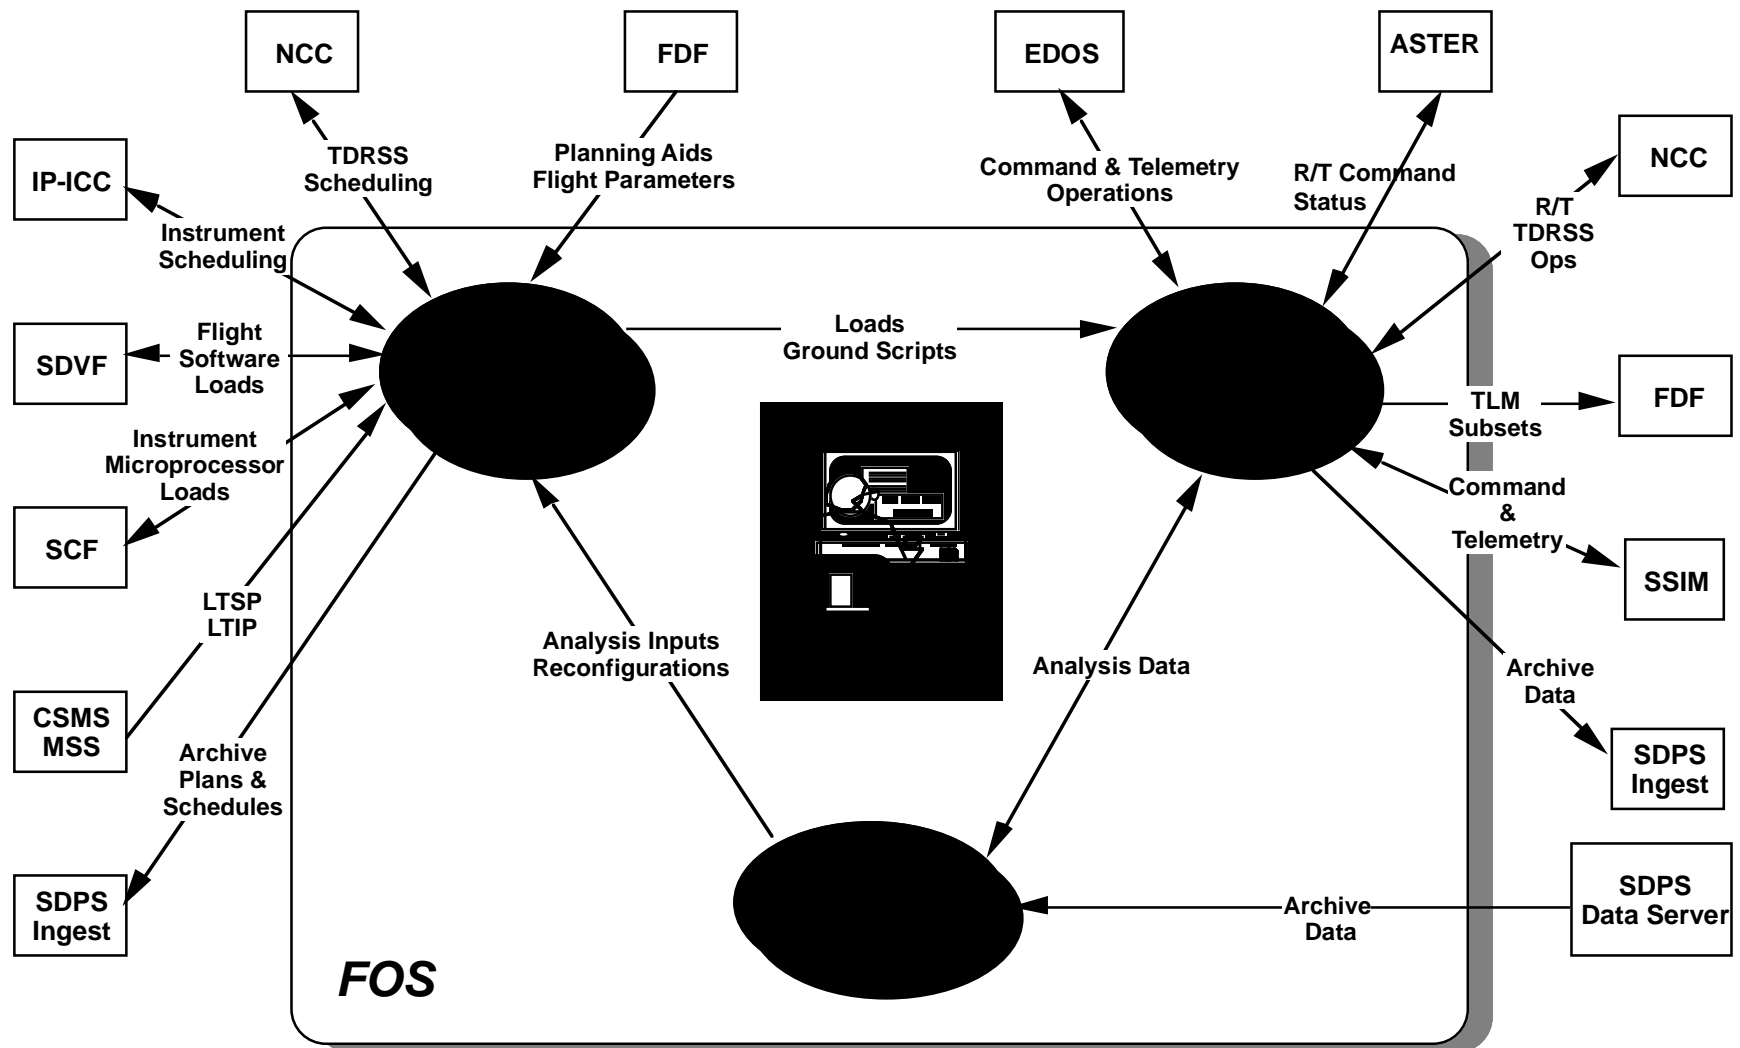 NCC
FDF
EDOS
ASTER
NCC
IP-ICC
TDRSS
Scheduling
Planning Aids
Flight Parameters
Command & Telemetry
Operations
R/T Command
Status
R/T
TDRSS
Ops
Instrument
Scheduling
SDVF
Flight
Software
Loads
Loads
Ground Scripts
TLM
Subsets
FDF
Instrument
Microprocessor
Loads
SCF
Command
&
Telemetry
SSIM
LTSP
LTIP
Analysis Inputs
Reconfigurations
Analysis Data
Archive
Data
CSMS
MSS
Archive
Plans &
Schedules
SDPS
Ingest
SDPS
Ingest
Archive
Data
SDPS
Data Server
FOS